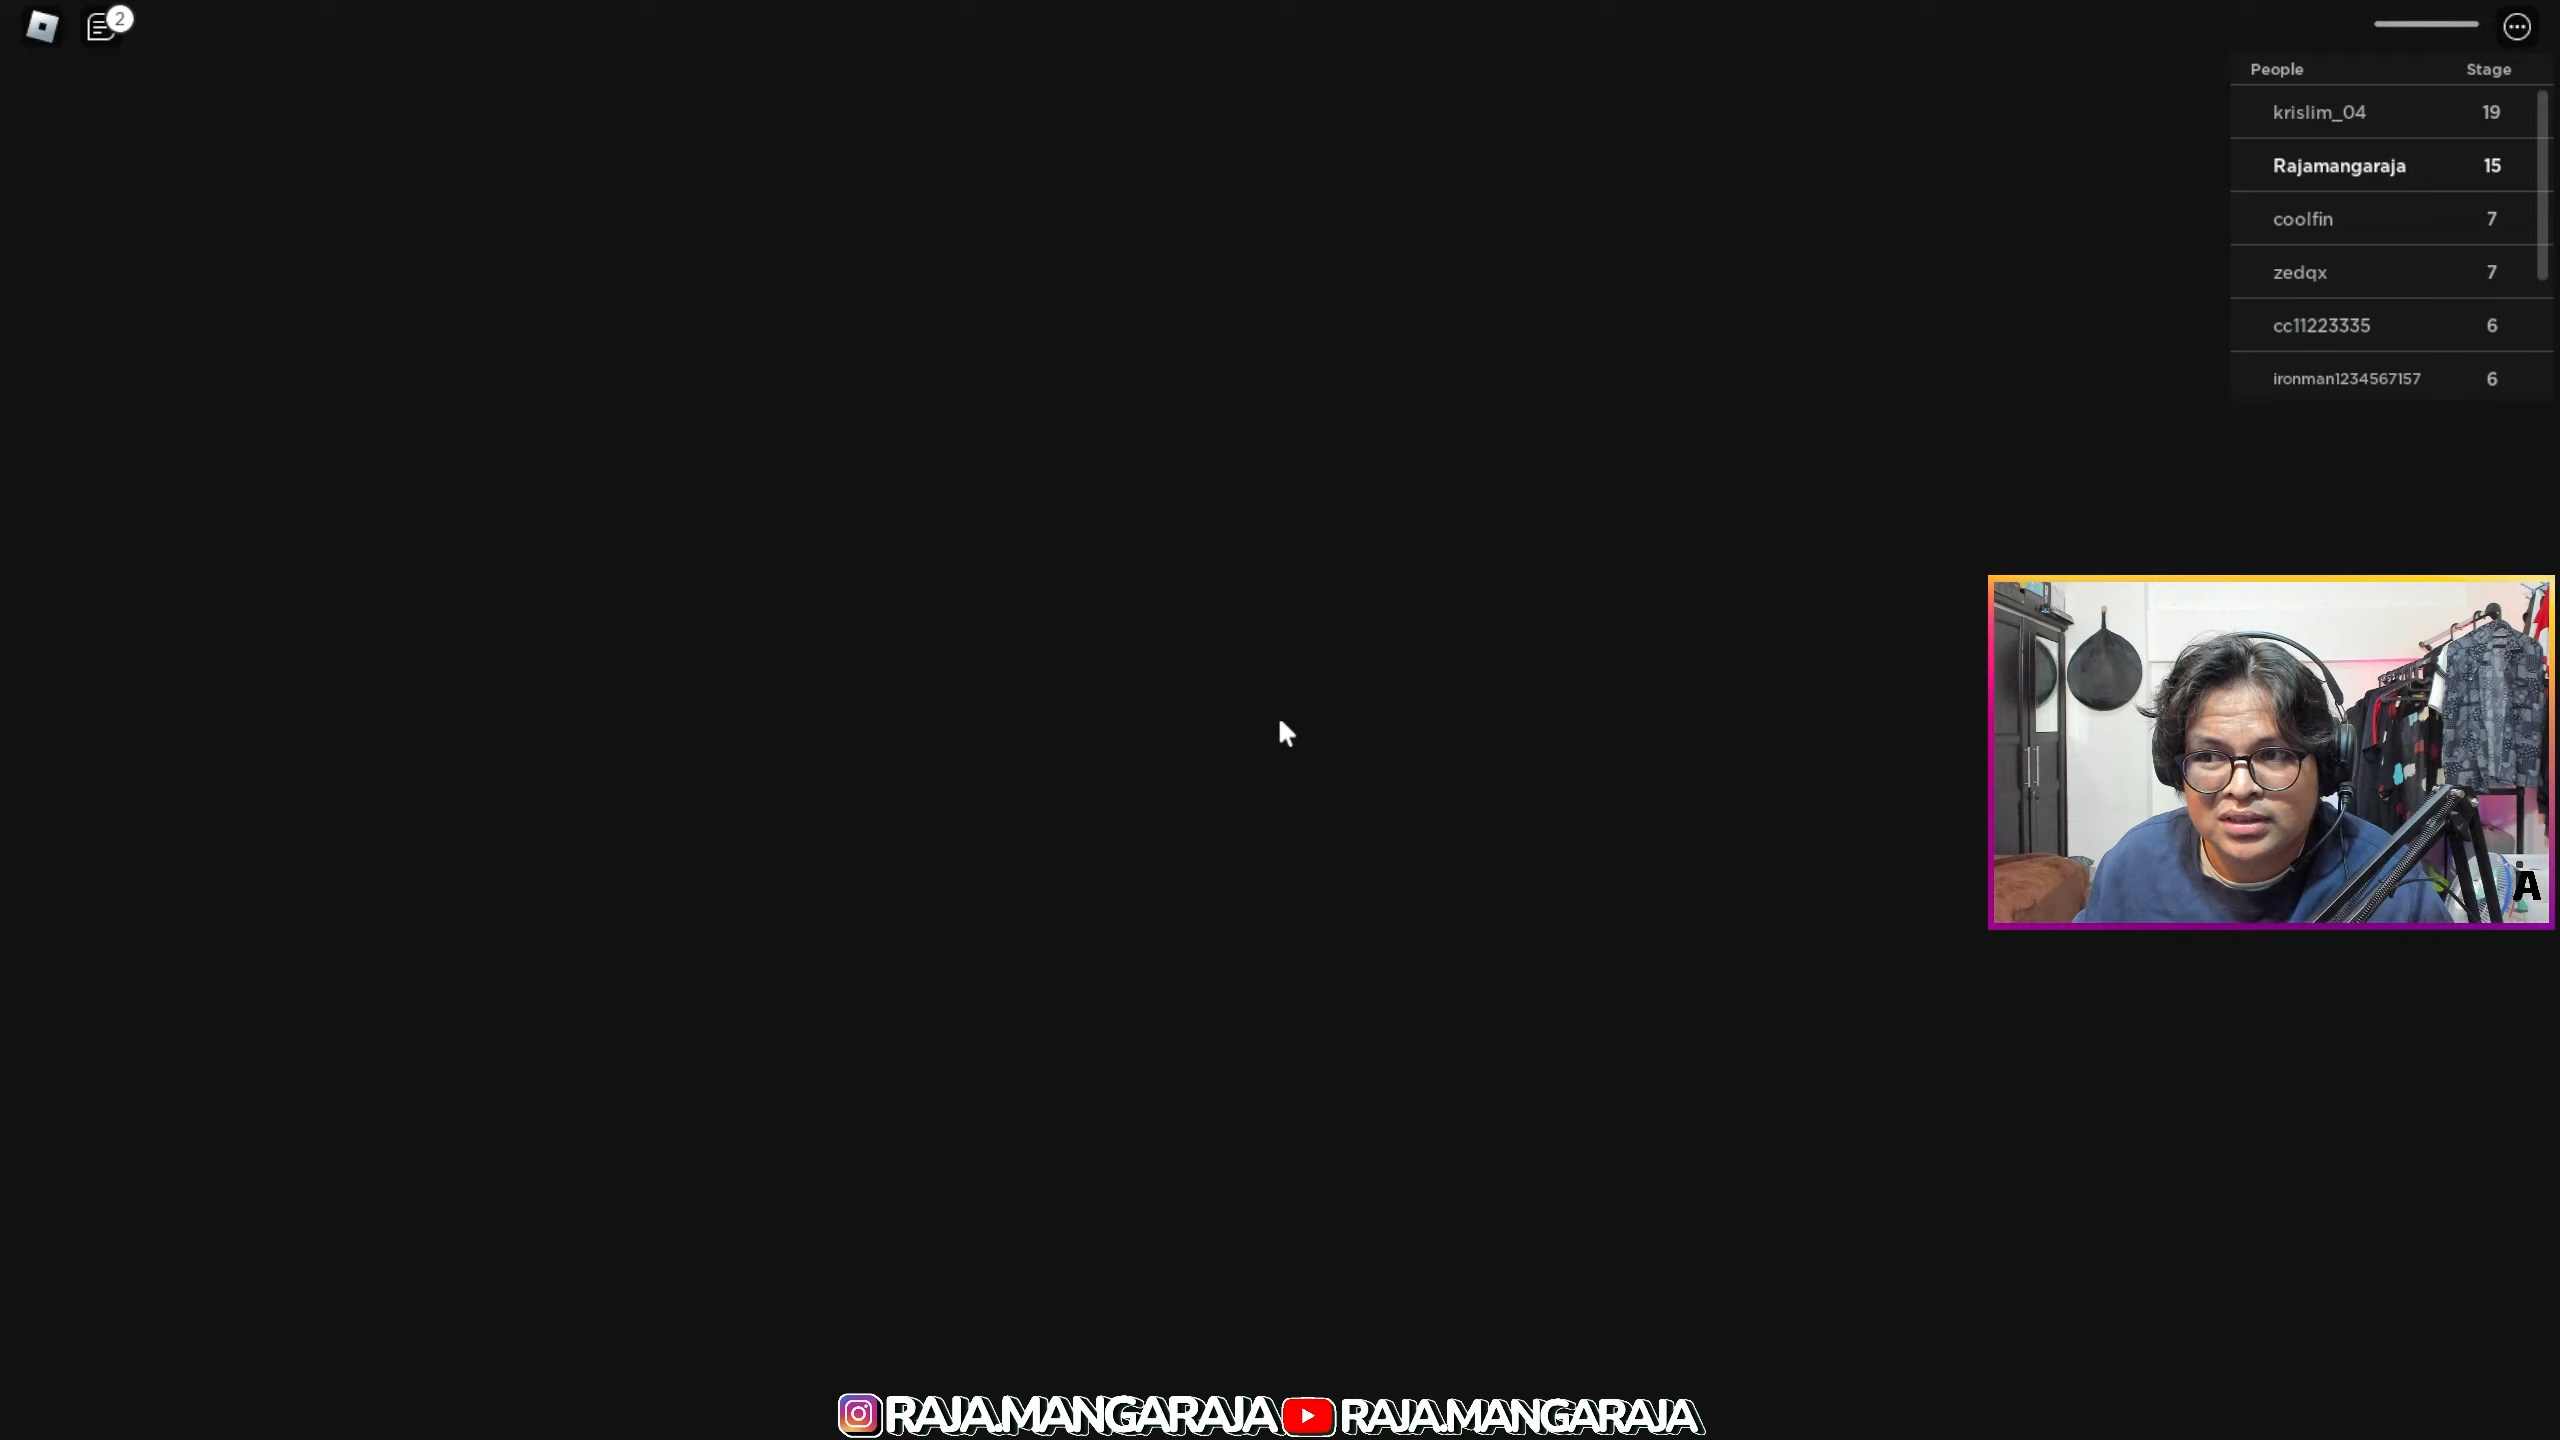 2
People Stage
krislim_04 19
Rajamangaraja 15
coolfin 7
zedqx 7
cc11223335 6
ironman1234567157 6
A
RAJA.MANGARAJA RAJA.MANGARAJA